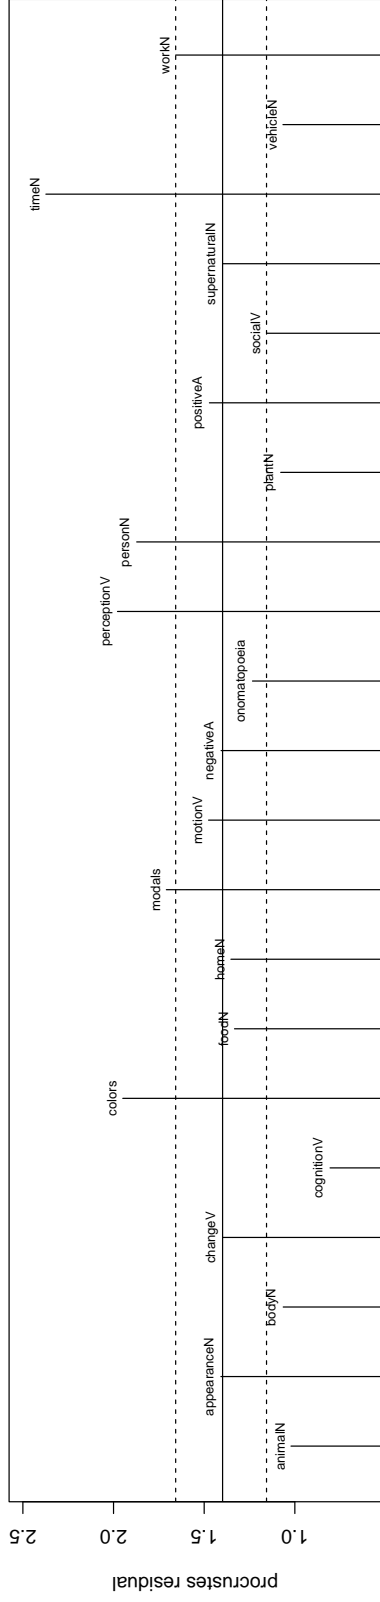 workN
vehicleN
timeN
supernaturalN
socialV
positiveA
plantN
personN
perceptionV
onomatopoeia
negativeA
motionV
modals
homeN
foodN
colors
cognitionV
changeV
bodyN
appearanceN
animalN
2.5
2.0
1.5
1.0
procrustes residual